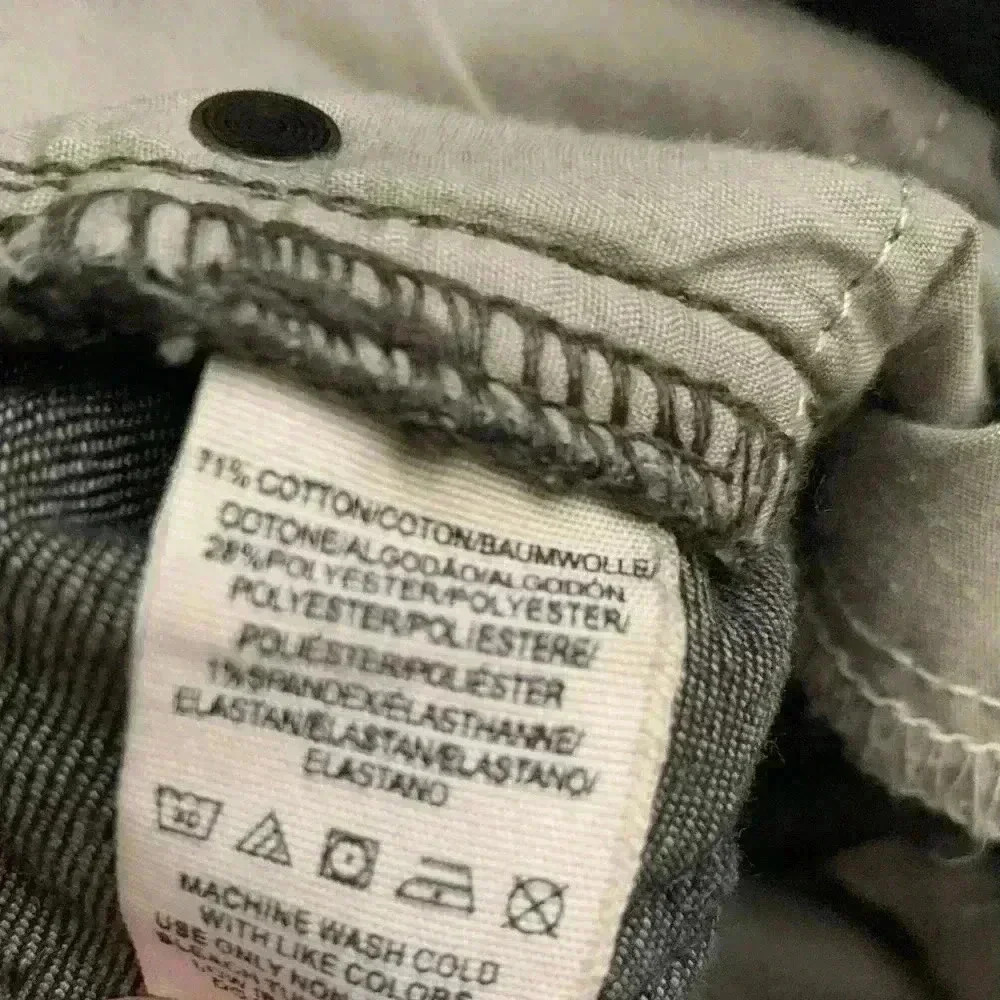 71% COTTON/COTON/BAUMWOLLE/
COTONE/ALGODÃO/ALGODÓN
28%POLYESTER/POLYESTER/
POLYESTER/POLIESTERE/
POLIÉSTER/POLIÉSTER
1%SPANDEX/ÉLASTHANNE/
ELASTAN/ELASTAN/ELASTANO/
ELASTANO
30
MACHINE WASH COLD
WITH LIKE COLORS
USE ONLY NON-
BLEACH